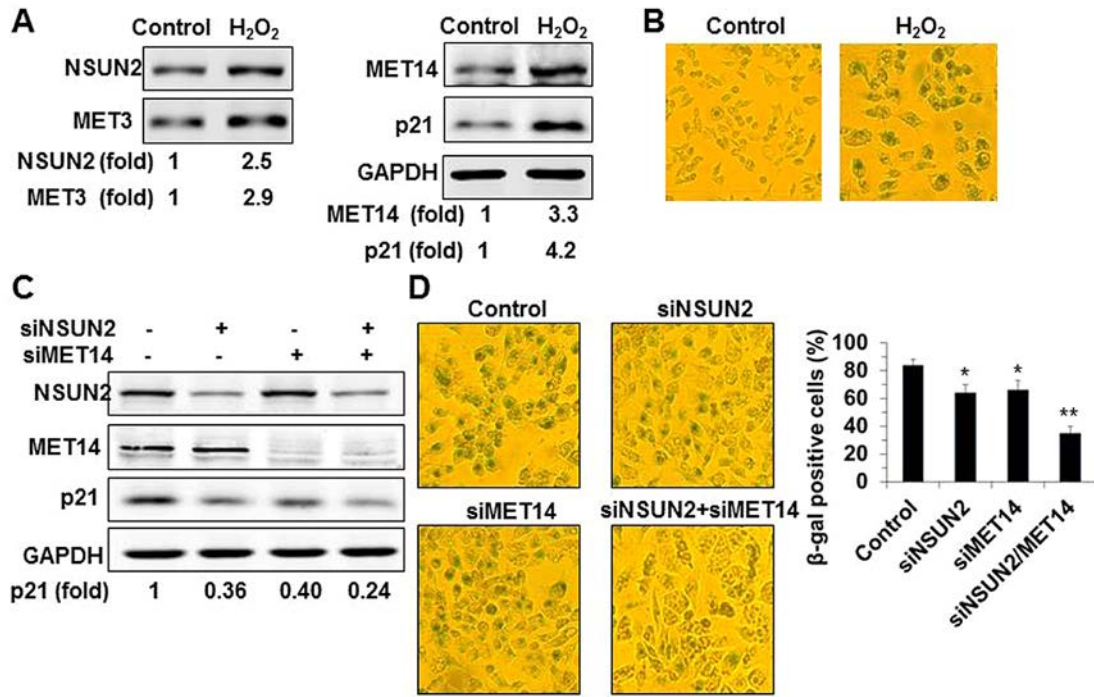 A
Control H₂O₂
NSUN2
MET3
NSUN2 (fold) 1 2.5
MET3 (fold) 1 2.9
Control H₂O₂
MET14
p21
GAPDH
MET14 (fold) 1 3.3
p21 (fold) 1 4.2
B
Control H₂O₂
C
siNSUN2 - + - +
siMET14 - - + +
NSUN2
MET14
p21
GAPDH
p21 (fold) 1 0.36 0.40 0.24
D
Control siNSUN2
siMET14 siNSUN2+siMET14
β-gal positive cells (%)
100
80
60
40
20
0
* * **
Control
siNSUN2
siMET14
siNSUN2/MET14